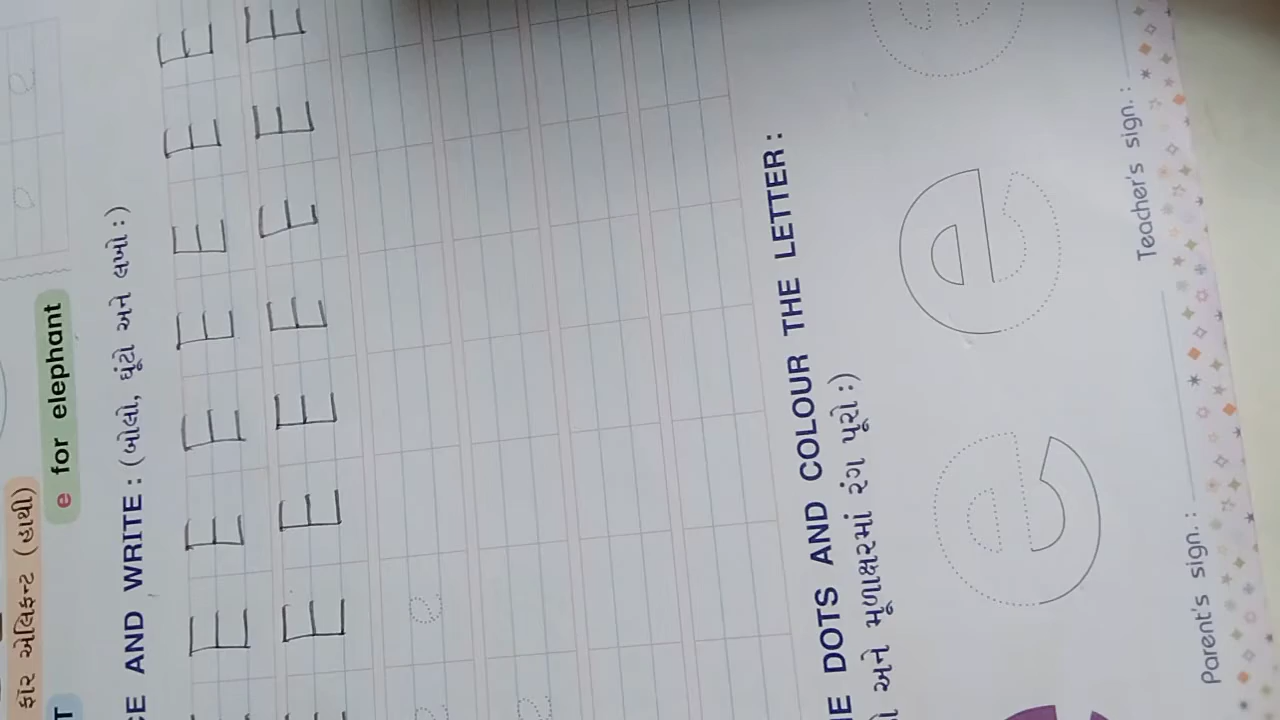 ફોર એલિફન્ટ (હાથી)
e for elephant
AND WRITE : (બોલો, ઘૂંટો અને લખો :)
E E E E E E E
E E E E E E E
e
DOTS AND COLOUR THE LETTER :
અને મૂળાક્ષરમાં રંગ પૂરો :)
e e e
Parent's sign. : Teacher's sign. :